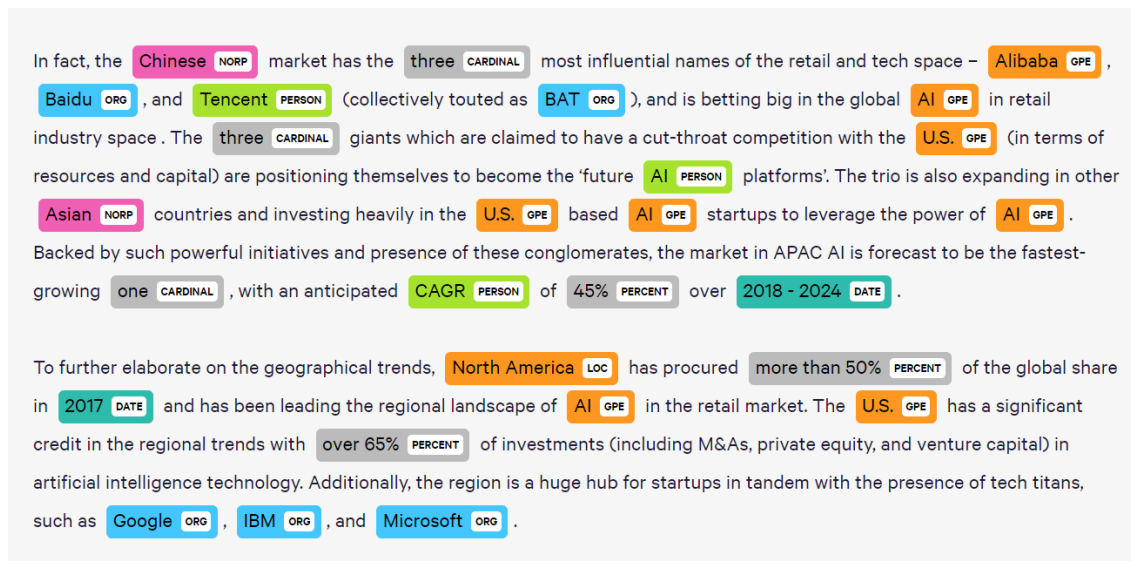 In fact, the Chinese NORP market has the three CARDINAL most influential names of the retail and tech space – Alibaba GPE ,
Baidu ORG , and Tencent PERSON (collectively touted as BAT ORG ), and is betting big in the global AI GPE in retail
industry space . The three CARDINAL giants which are claimed to have a cut-throat competition with the U.S. GPE (in terms of
resources and capital) are positioning themselves to become the ‘future AI PERSON platforms’. The trio is also expanding in other
Asian NORP countries and investing heavily in the U.S. GPE based AI GPE startups to leverage the power of AI GPE .
Backed by such powerful initiatives and presence of these conglomerates, the market in APAC AI is forecast to be the fastest-
growing one CARDINAL , with an anticipated CAGR PERSON of 45% PERCENT over 2018 - 2024 DATE .
To further elaborate on the geographical trends, North America LOC has procured more than 50% PERCENT of the global share
in 2017 DATE and has been leading the regional landscape of AI GPE in the retail market. The U.S. GPE has a significant
credit in the regional trends with over 65% PERCENT of investments (including M&As, private equity, and venture capital) in
artificial intelligence technology. Additionally, the region is a huge hub for startups in tandem with the presence of tech titans,
such as Google ORG , IBM ORG , and Microsoft ORG .